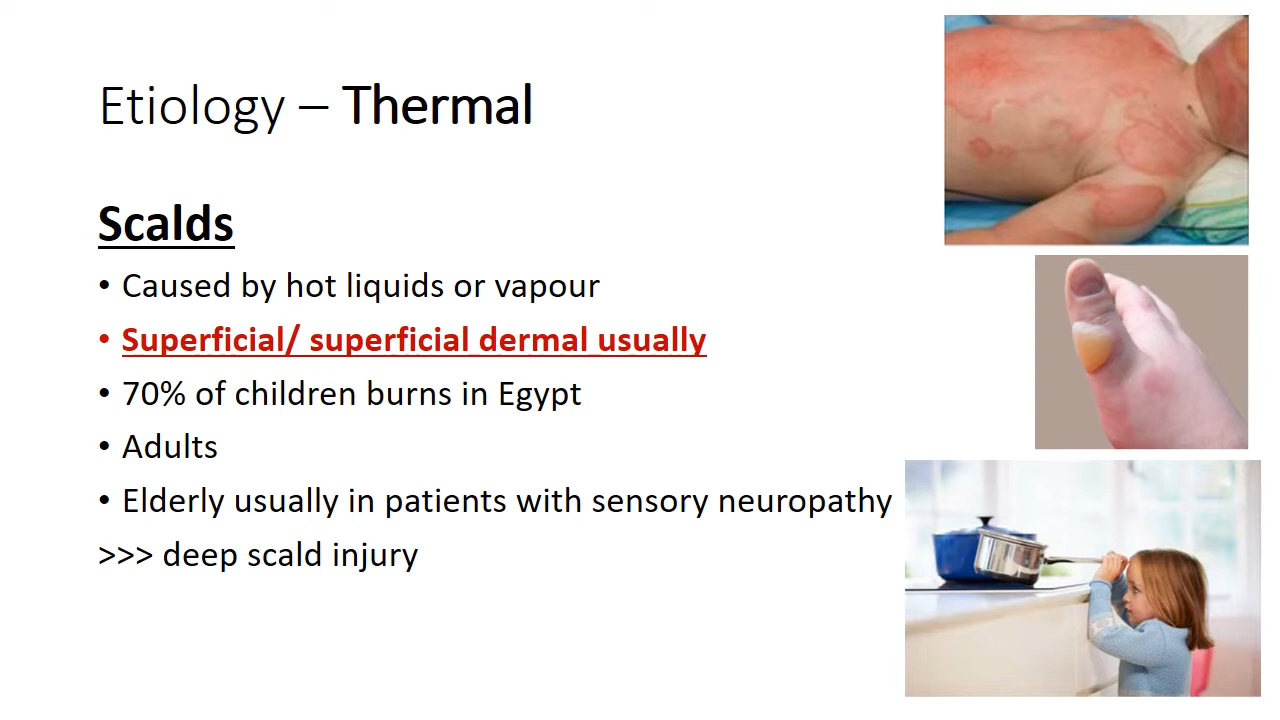 Etiology – Thermal
Scalds
• Caused by hot liquids or vapour
• Superficial/ superficial dermal usually
• 70% of children burns in Egypt
• Adults
• Elderly usually in patients with sensory neuropathy
>>> deep scald injury